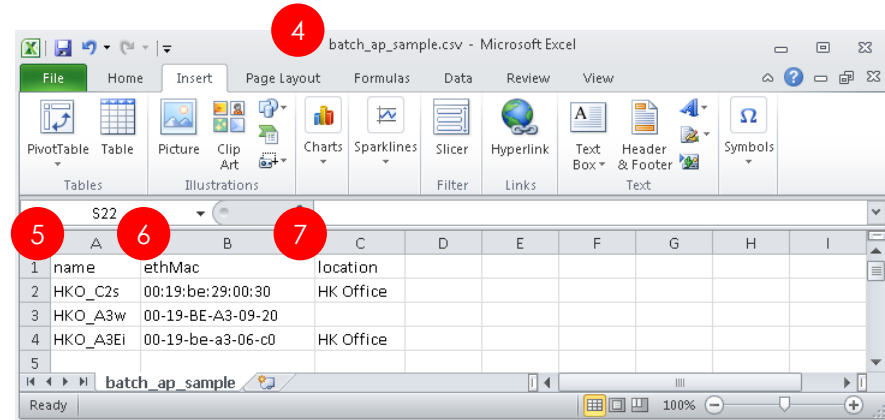 4
batch_ap_sample.csv - Microsoft Excel
File Home Insert Page Layout Formulas Data Review View
PivotTable Table Picture Clip Art Charts Sparklines Slicer Hyperlink Text Box Header & Footer Symbols
Tables Illustrations Filter Links Text
S22
5 6 7
A B C D E F G H I
1 name ethMac location
2 HKO_C2s 00:19:be:29:00:30 HK Office
3 HKO_A3w 00-19-BE-A3-09-20
4 HKO_A3Ei 00-19-be-a3-06-c0 HK Office
5
batch_ap_sample
Ready 100%